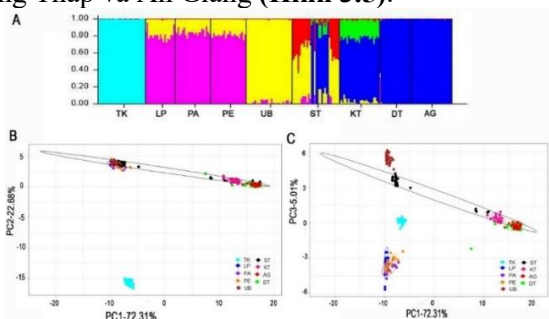 ng Tháp và An Giang (Hình 3.5).
A
1.00
0.80
0.60
0.40
0.20
0.00
TK LP PA PE UB ST KT DT AG
B
PC2-22.68%
5
0
-5
-10
-15
-20 -10 0 10 20
PC1-72.31%
TK ST
LP KT
PA AG
PE DT
UB
C
PC3-5.01%
6
3
0
-3
-6
-20 -10 0 10 20
PC1-72.31%
TK ST
LP KT
PA AG
PE DT
UB